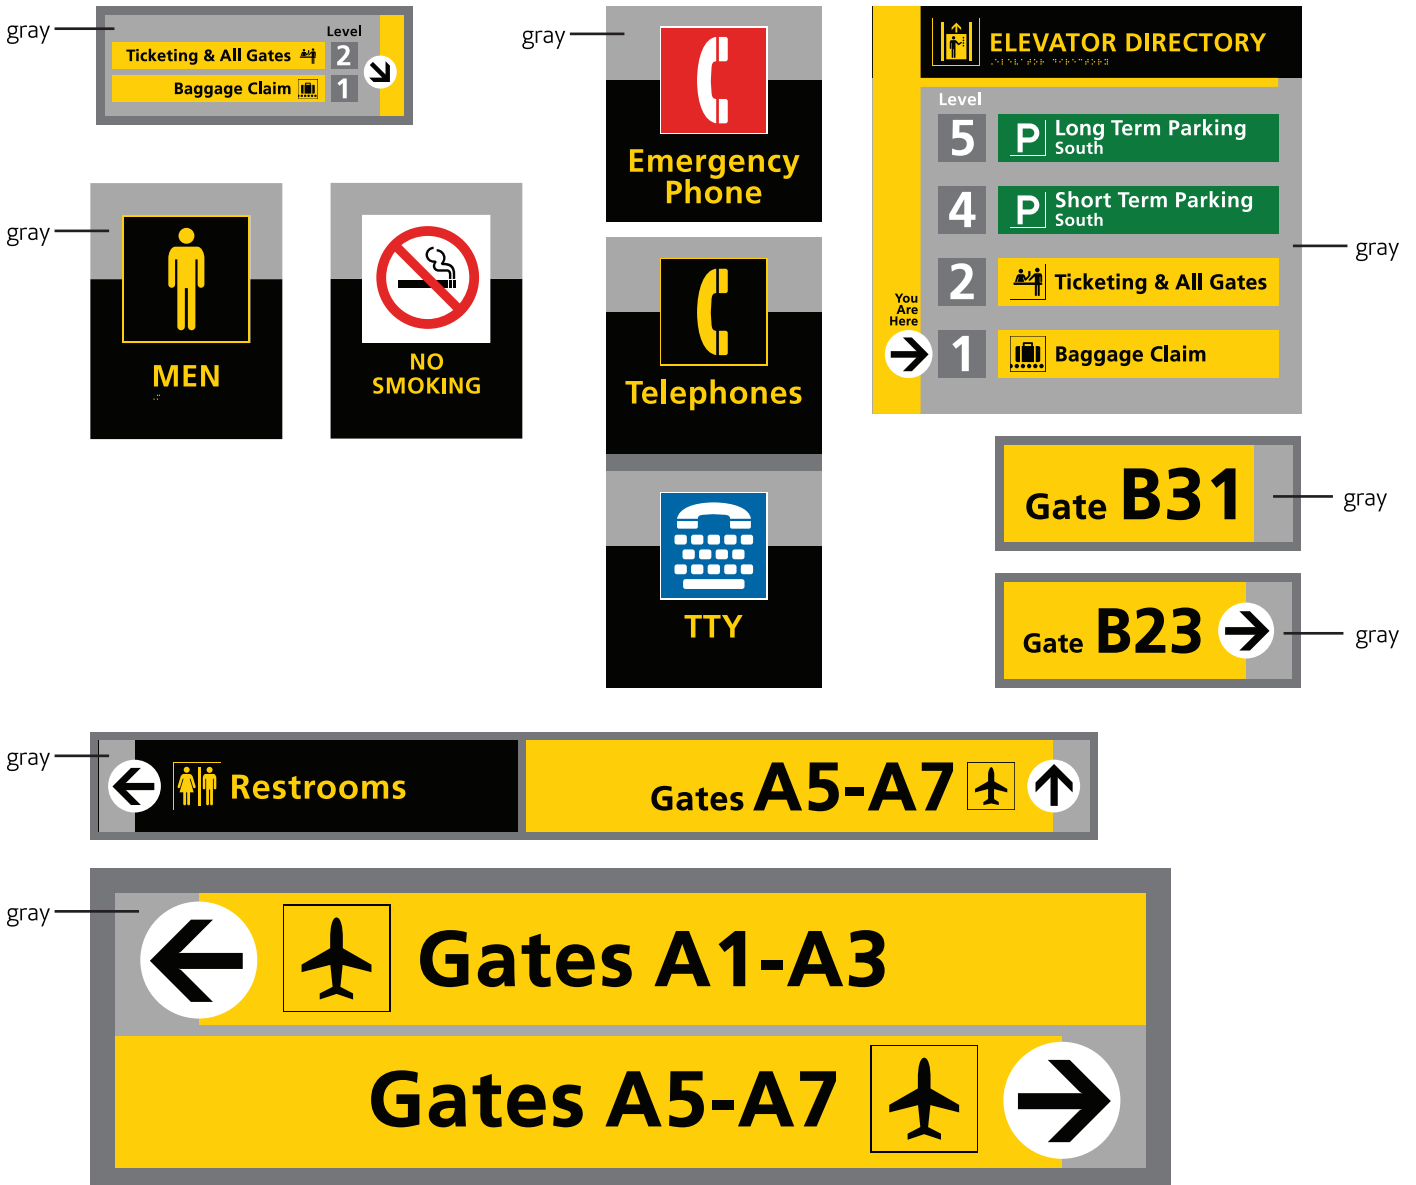 gray
Level
Ticketing & All Gates 2
Baggage Claim 1
gray
MEN
NO
SMOKING
gray
Emergency
Phone
Telephones
TTY
ELEVATOR DIRECTORY
Level
5 P Long Term Parking
South
4 P Short Term Parking
South
gray
2 Ticketing & All Gates
You
Are
Here
1 Baggage Claim
Gate B31
gray
Gate B23
gray
gray
Restrooms
Gates A5-A7
gray
Gates A1-A3
Gates A5-A7